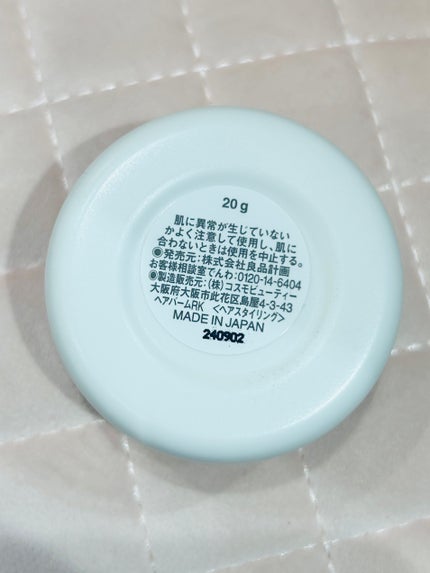 20 g
肌に異常が生じていない
かよく注意して使用し、肌に
合わないときは使用を中止する。
◉発売元:株式会社良品計画
お客様相談室でんわ:0120-14-6404
◉製造販売元:(株)コスモビューティー
大阪府大阪市此花区島屋4-3-43
ヘアバームRK <ヘアスタイリング>
MADE IN JAPAN
240902